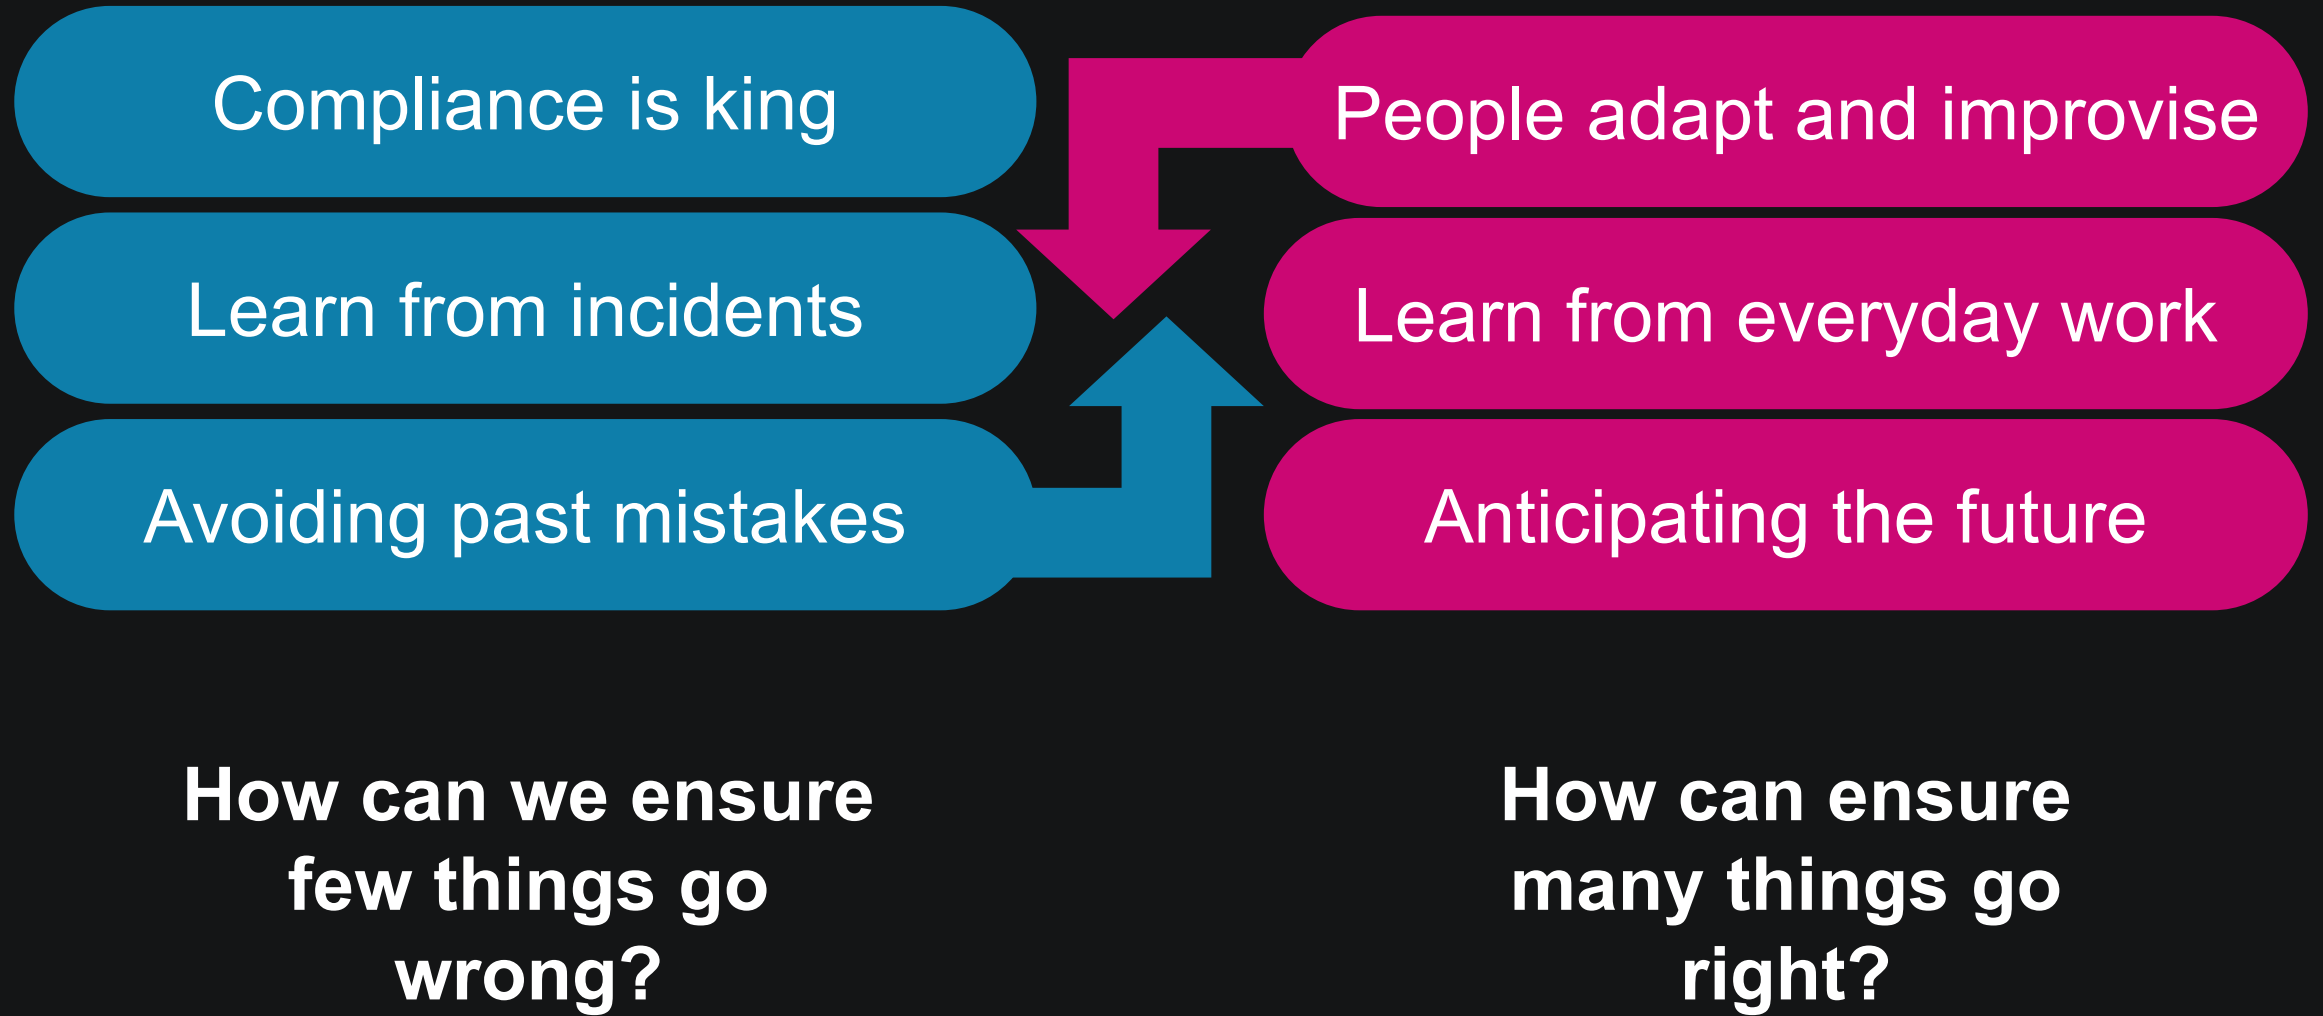 Compliance is king
Learn from incidents
Avoiding past mistakes
People adapt and improvise
Learn from everyday work
Anticipating the future
How can we ensure
few things go
wrong?
How can ensure
many things go
right?